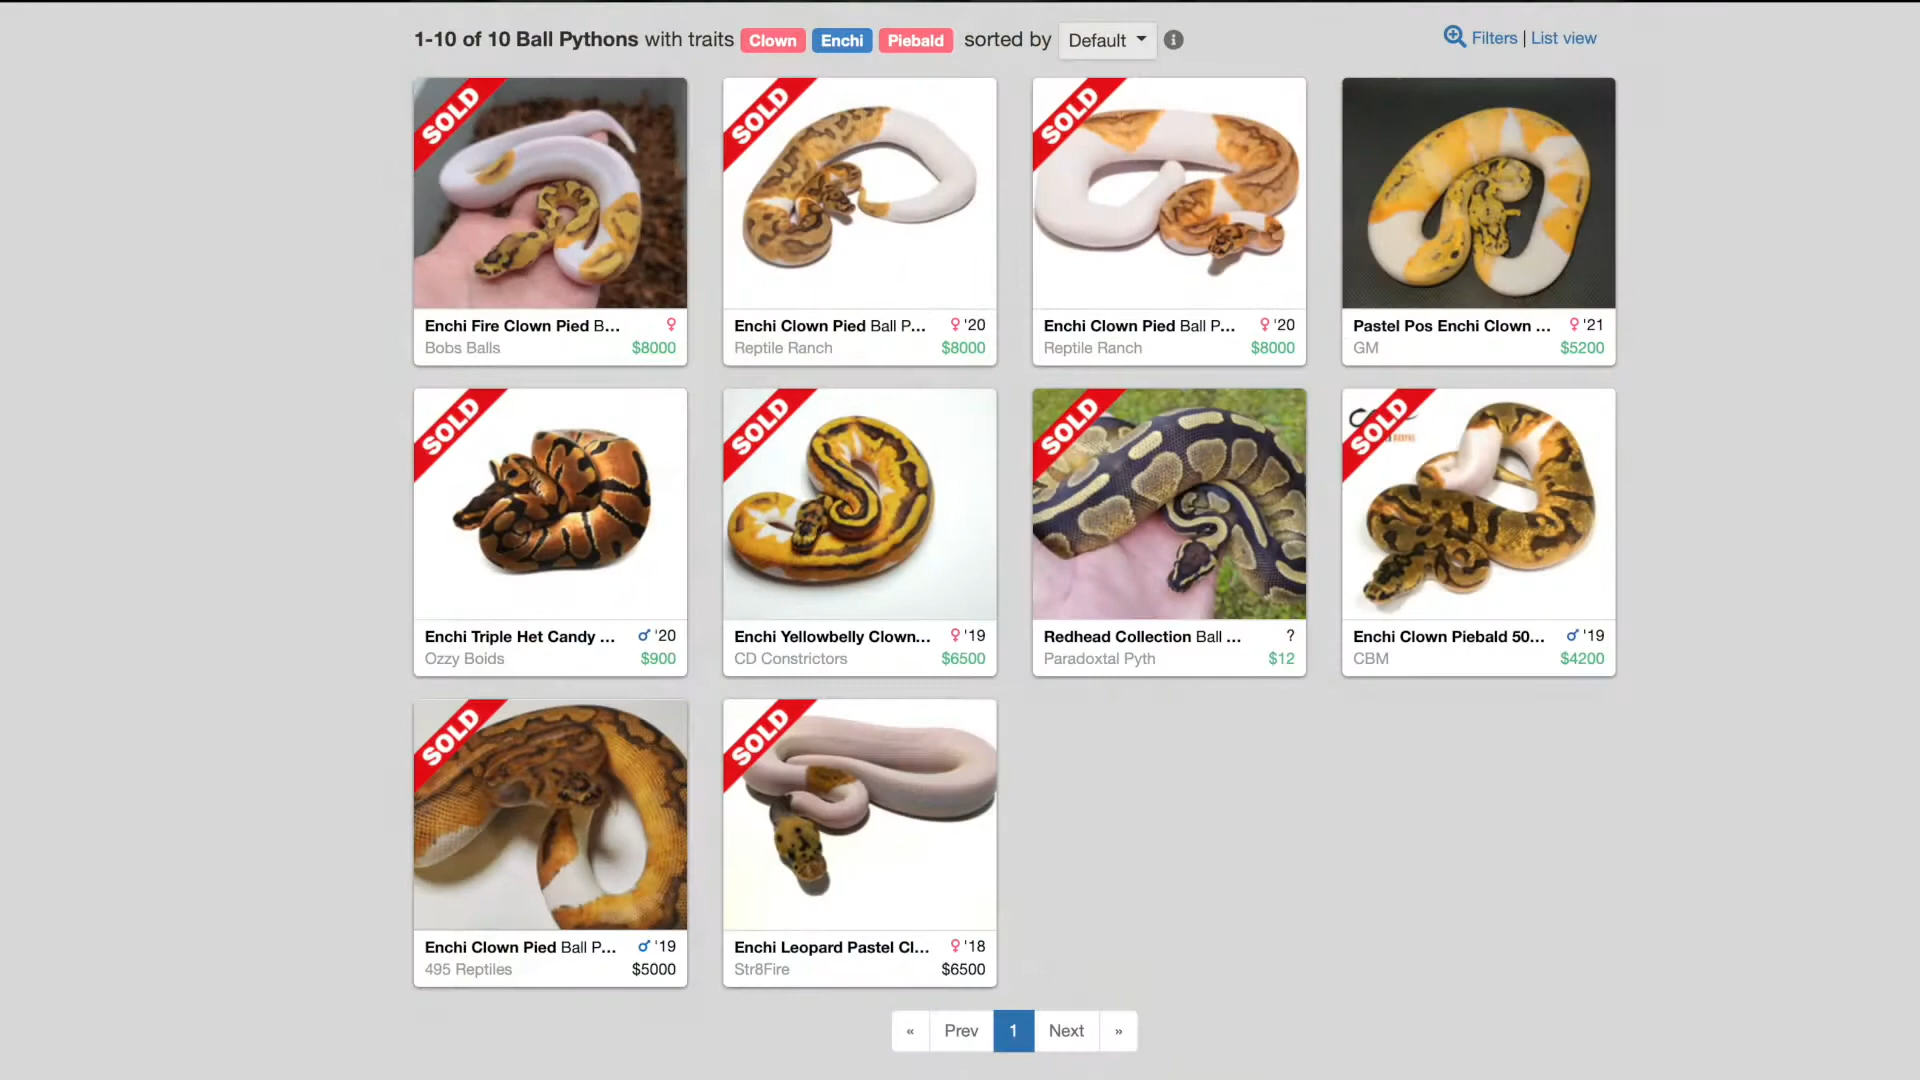 1-10 of 10 Ball Pythons with traits Clown Enchi Piebald sorted by Default
Filters | List view
SOLD
Enchi Fire Clown Pied B... ♀
Bobs Balls $8000
SOLD
Enchi Clown Pied Ball P... ♀ '20
Reptile Ranch $8000
SOLD
Enchi Clown Pied Ball P... ♀ '20
Reptile Ranch $8000
Pastel Pos Enchi Clown ... ♀ '21
GM $5200
SOLD
Enchi Triple Het Candy ... ♂ '20
Ozzy Boids $900
SOLD
Enchi Yellowbelly Clown... ♀ '19
CD Constrictors $6500
SOLD
Redhead Collection Ball ... ?
Paradoxtal Pyth $12
SOLD
Enchi Clown Piebald 50... ♂ '19
CBM $4200
SOLD
Enchi Clown Pied Ball P... ♂ '19
495 Reptiles $5000
SOLD
Enchi Leopard Pastel Cl... ♀ '18
Str8Fire $6500
« Prev 1 Next »